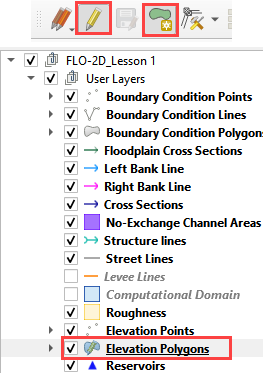 FLO-2D_Lesson 1
User Layers
Boundary Condition Points
Boundary Condition Lines
Boundary Condition Polygons
Floodplain Cross Sections
Left Bank Line
Right Bank Line
Cross Sections
No-Exchange Channel Areas
Structure lines
Street Lines
Levee Lines
Computational Domain
Roughness
Elevation Points
Elevation Polygons
Reservoirs